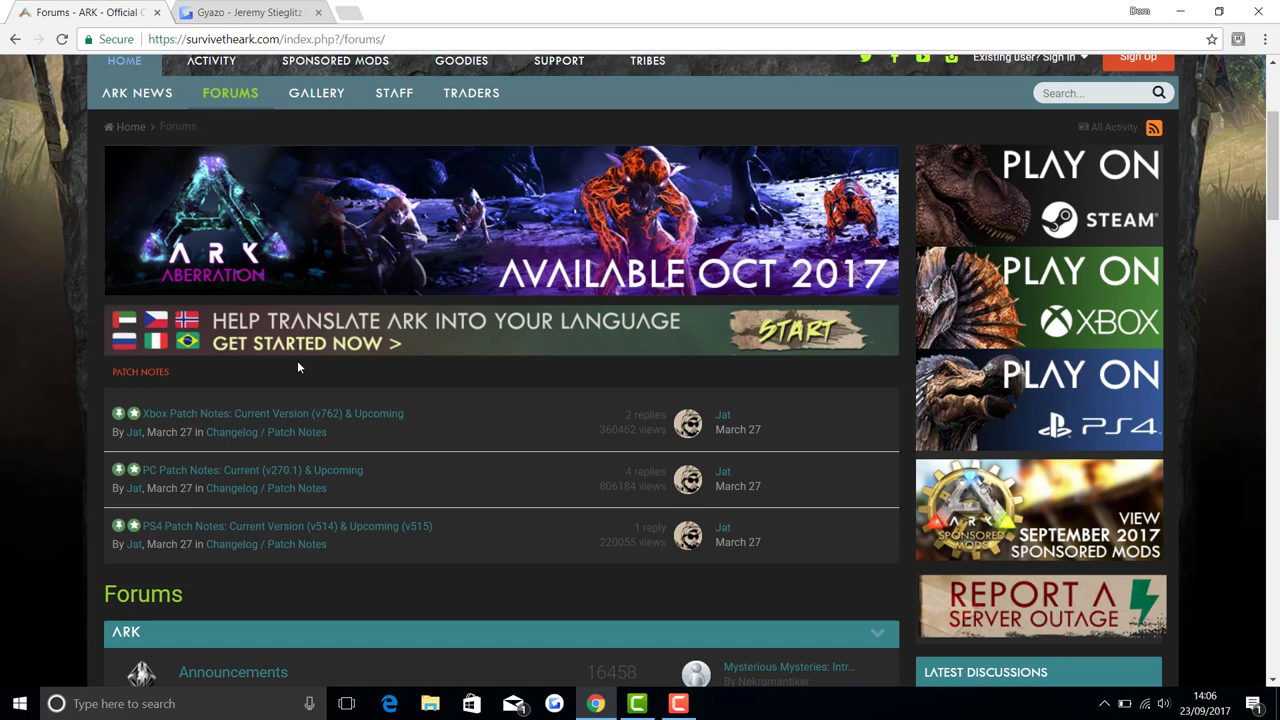 Forums - ARK - Official C
Gyazo - Jeremy Stieglitz
Dom
Secure
https://survivetheark.com/index.php?/forums/
HOME
ACTIVITY
SPONSORED MODS
GOODIES
SUPPORT
TRIBES
Existing user? Sign In
Sign Up
ARK NEWS
FORUMS
GALLERY
STAFF
TRADERS
Search...
Home
Forums
All Activity
ARK
ABERRATION
AVAILABLE OCT 2017
HELP TRANSLATE ARK INTO YOUR LANGUAGE
GET STARTED NOW >
START
PATCH NOTES
Xbox Patch Notes: Current Version (v762) & Upcoming
By Jat, March 27 in Changelog / Patch Notes
2 replies
360462 views
Jat
March 27
PC Patch Notes: Current (v270.1) & Upcoming
By Jat, March 27 in Changelog / Patch Notes
4 replies
806184 views
Jat
March 27
PS4 Patch Notes: Current Version (v514) & Upcoming (v515)
By Jat, March 27 in Changelog / Patch Notes
1 reply
220055 views
Jat
March 27
Forums
ARK
Announcements
16458
Mysterious Mysteries: Intr...
By Nekromantiker
PLAY ON
STEAM
PLAY ON
XBOX
PLAY ON
PS4
ARK
SPONSORED
MODS
VIEW
SEPTEMBER 2017
SPONSORED MODS
REPORT A
SERVER OUTAGE
LATEST DISCUSSIONS
Type here to search
1
14:06
23/09/2017
1